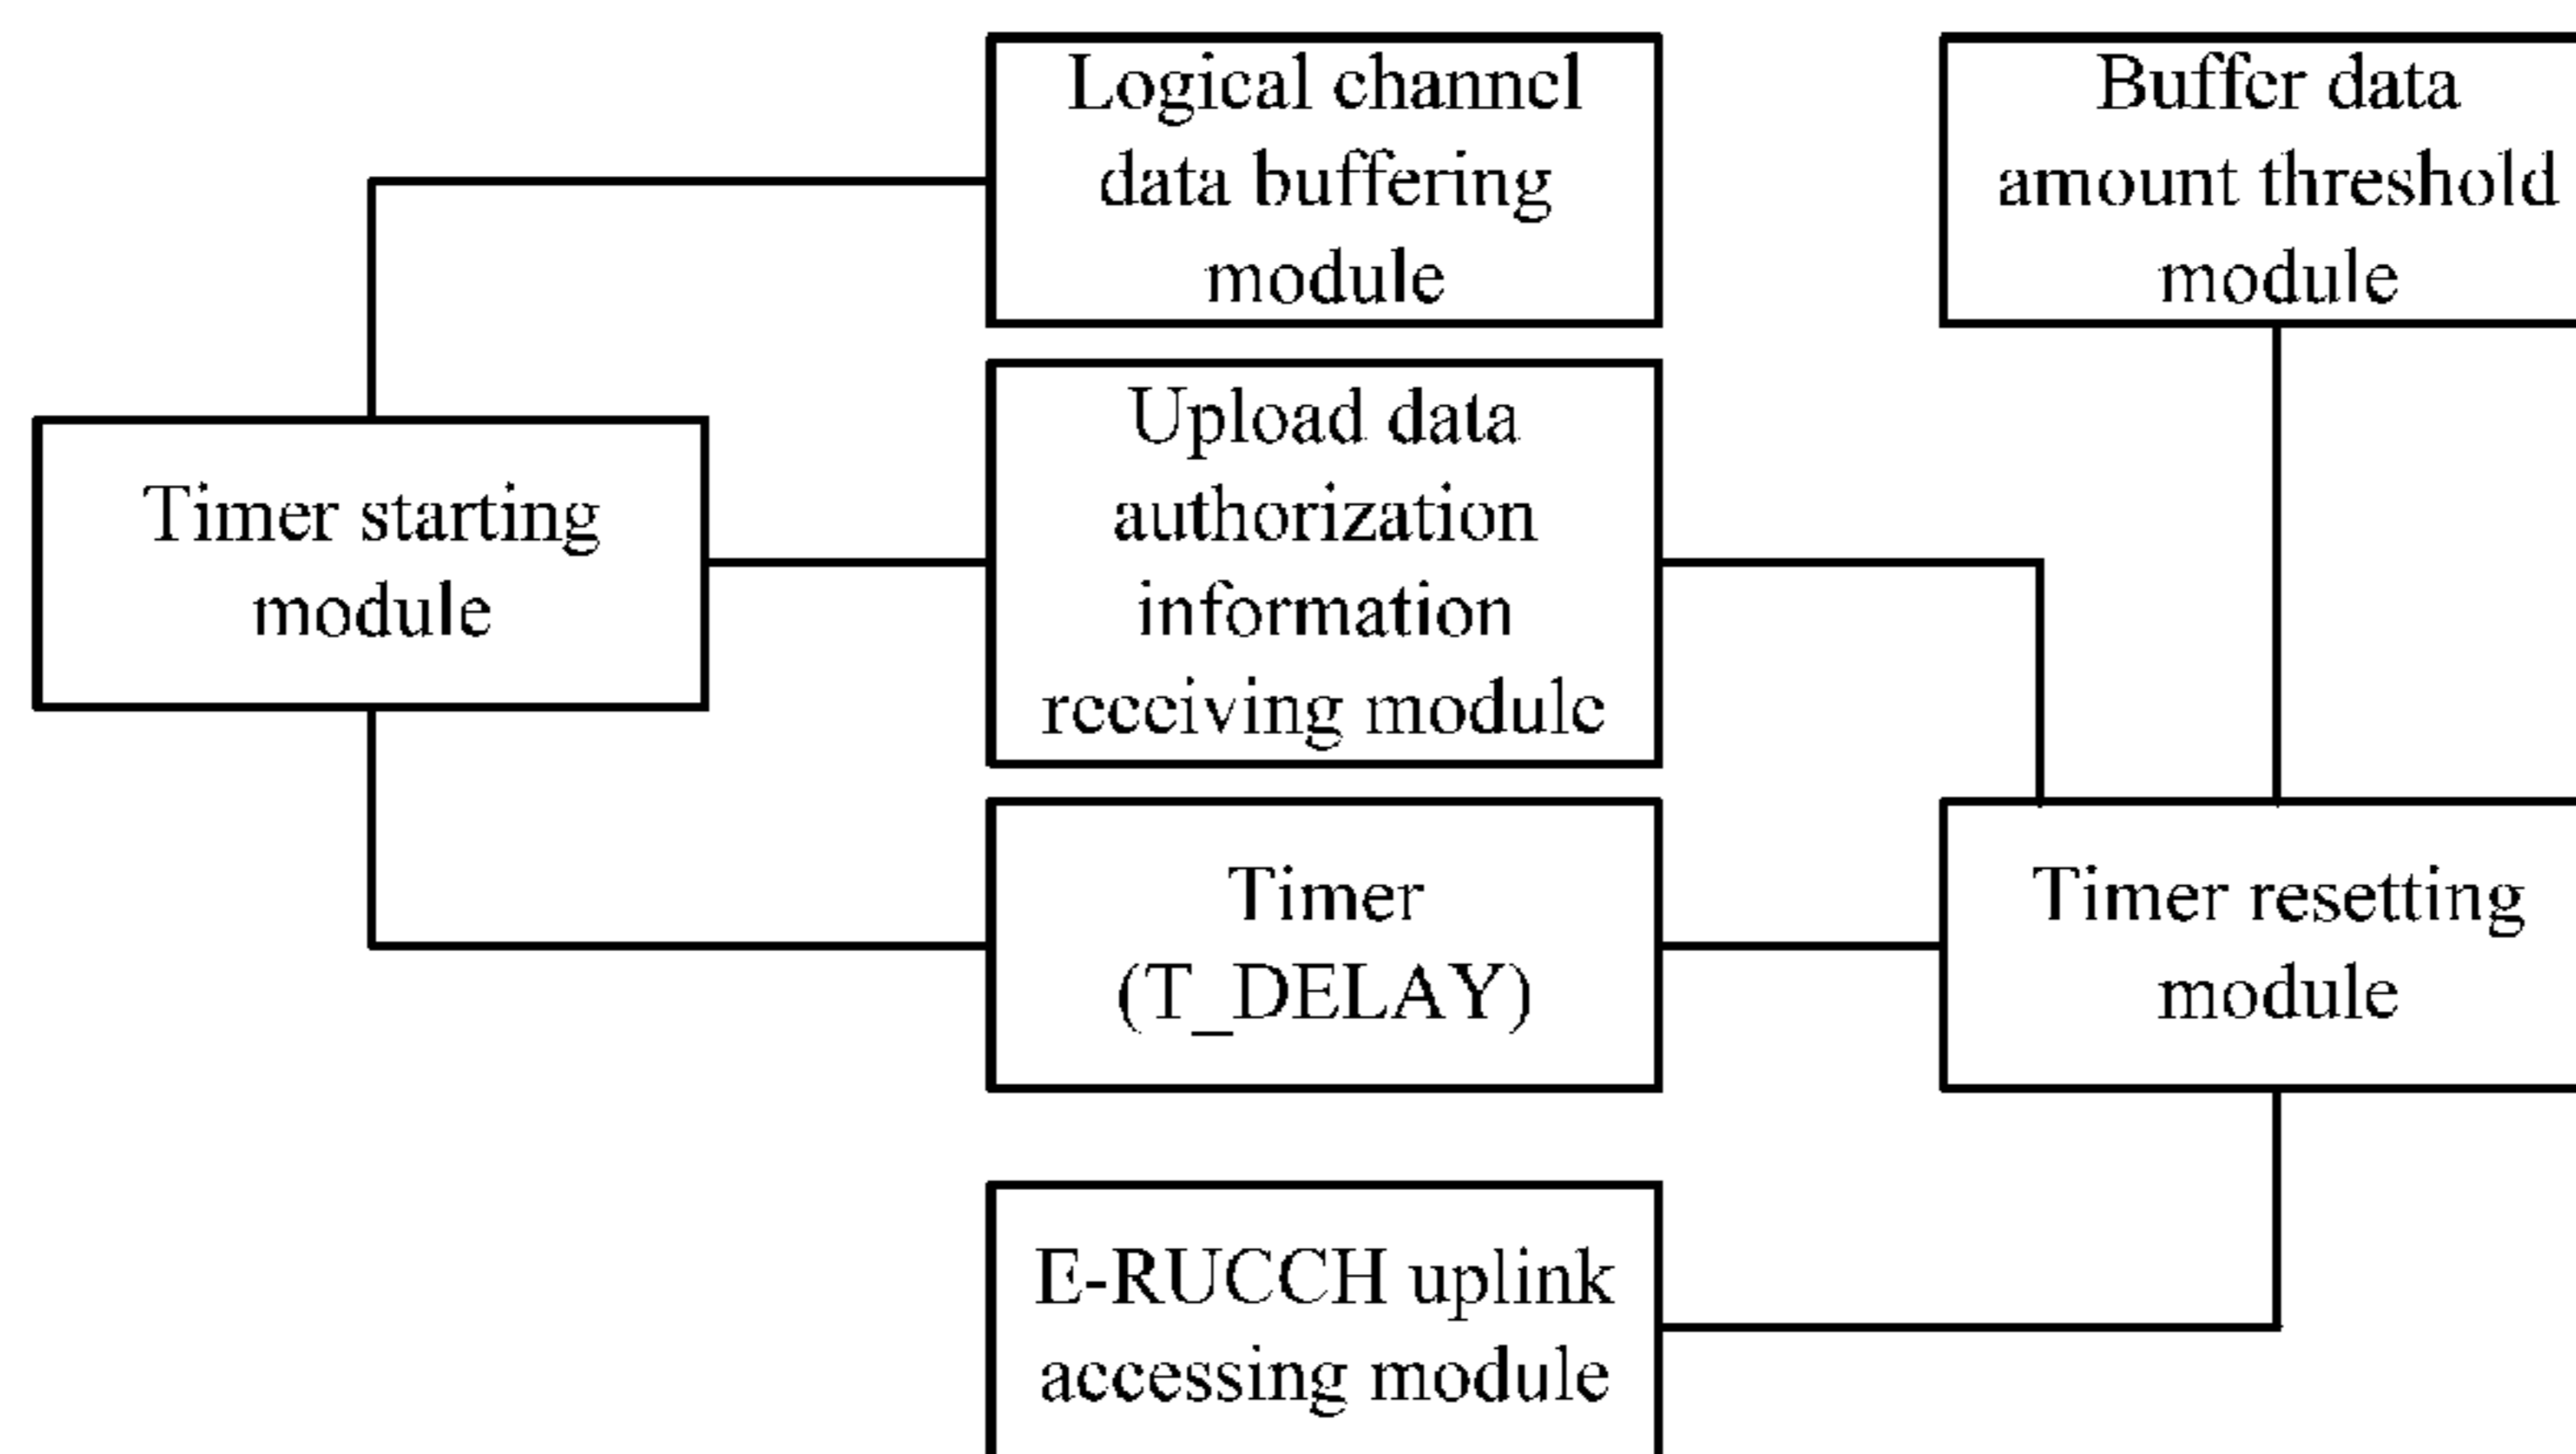 Logical channel
data buffering
module
Buffer data
amount threshold
module
Timer starting
module
Upload data
authorization
information
receiving module
Timer
(T_DELAY)
Timer resetting
module
E-RUCCH uplink
accessing module